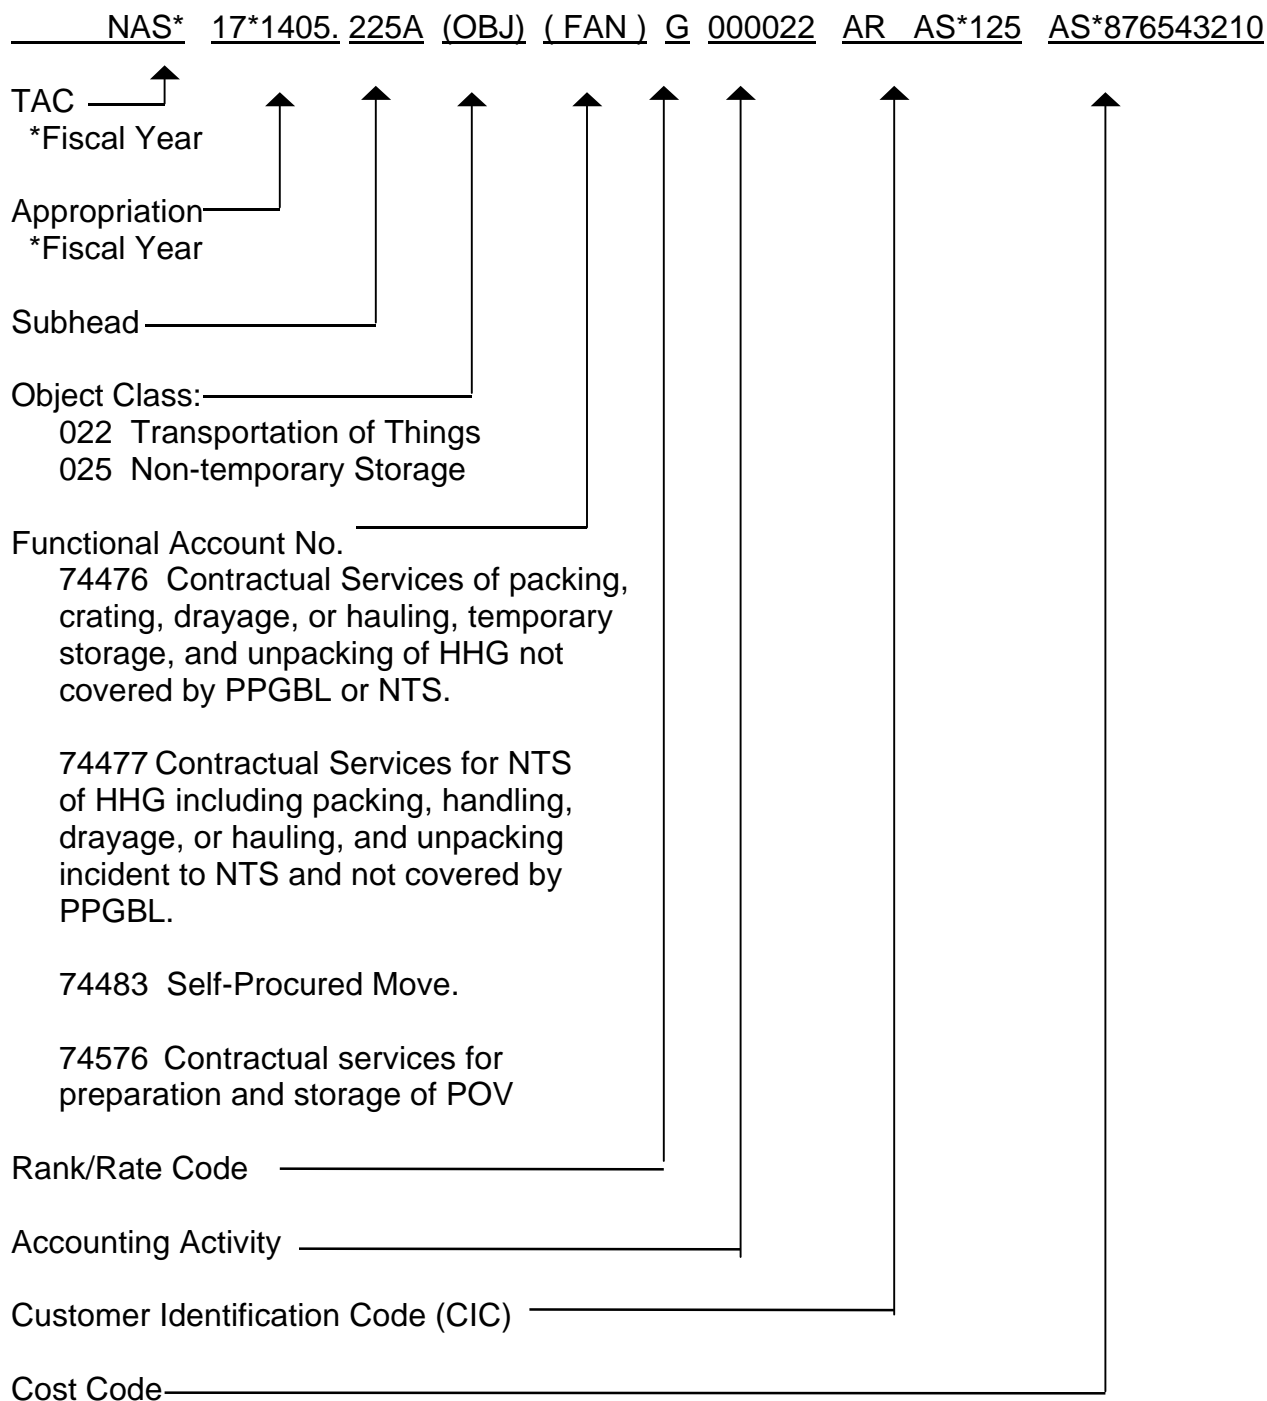 NAS* 17*1405. 225A (OBJ) ( FAN ) G 000022 AR AS*125 AS*876543210
TAC
*Fiscal Year
Appropriation
*Fiscal Year
Subhead
Object Class:
022 Transportation of Things
025 Non-temporary Storage
Functional Account No.
74476 Contractual Services of packing,
crating, drayage, or hauling, temporary
storage, and unpacking of HHG not
covered by PPGBL or NTS.
74477 Contractual Services for NTS
of HHG including packing, handling,
drayage, or hauling, and unpacking
incident to NTS and not covered by
PPGBL.
74483 Self-Procured Move.
74576 Contractual services for
preparation and storage of POV
Rank/Rate Code
Accounting Activity
Customer Identification Code (CIC)
Cost Code